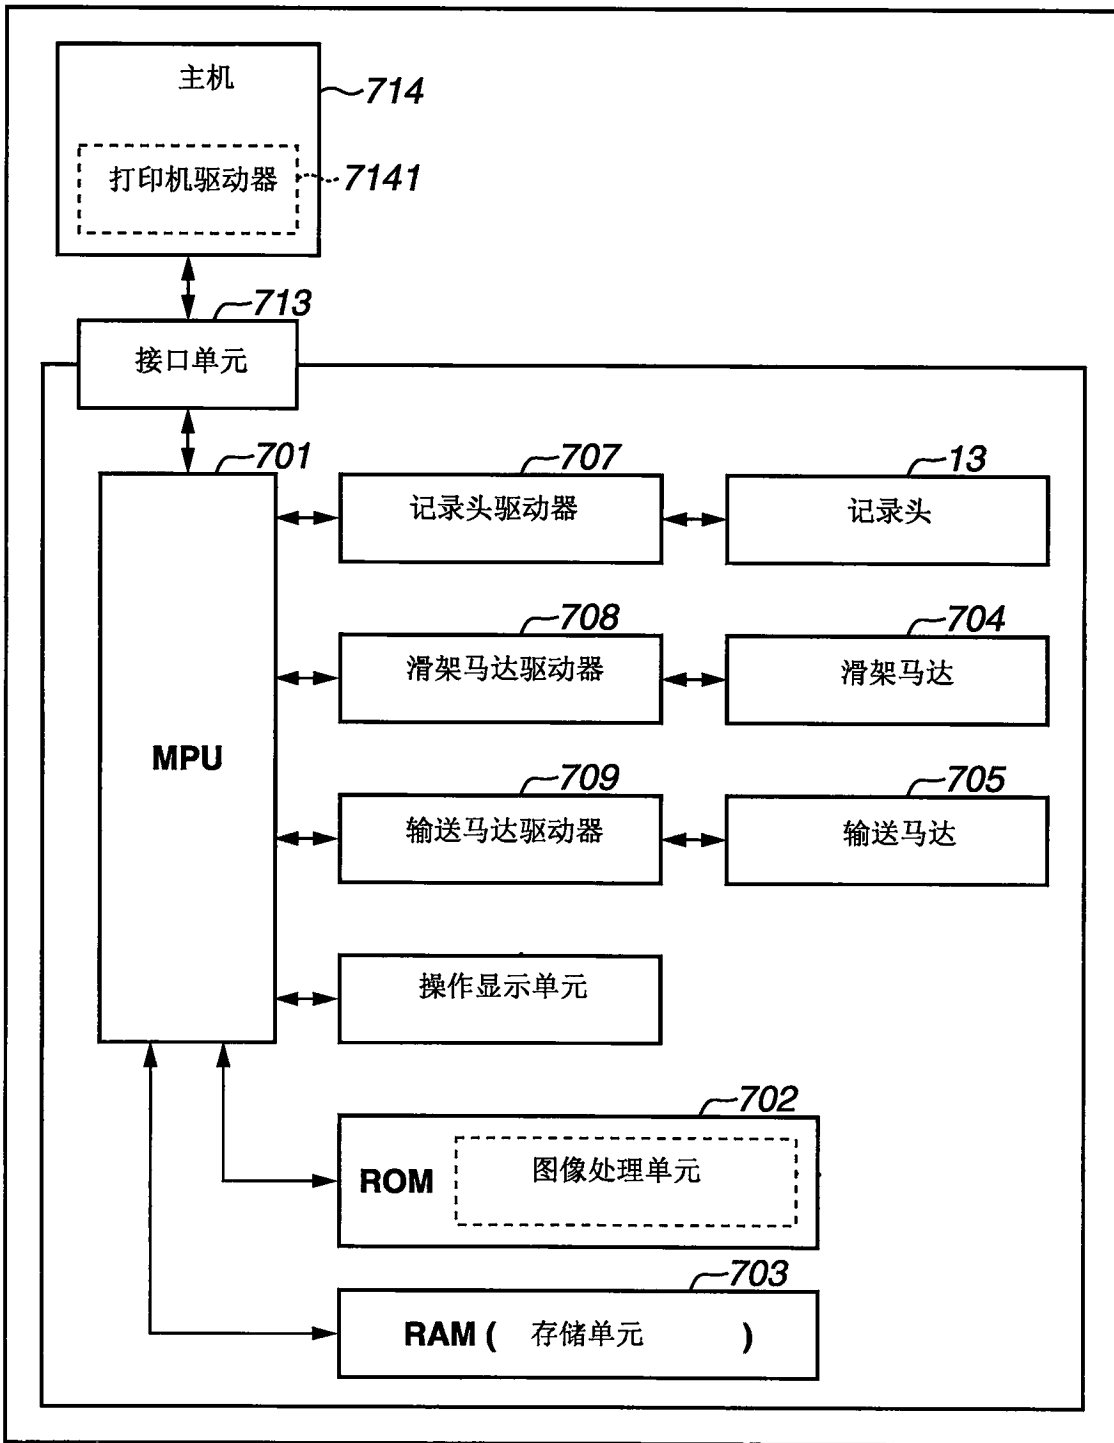 主机
714
打印机驱动器
7141
713
接口单元
701
707
13
记录头驱动器
记录头
708
704
滑架马达驱动器
滑架马达
MPU
709
705
输送马达驱动器
输送马达
操作显示单元
702
ROM
图像处理单元
703
RAM ( 存储单元 )